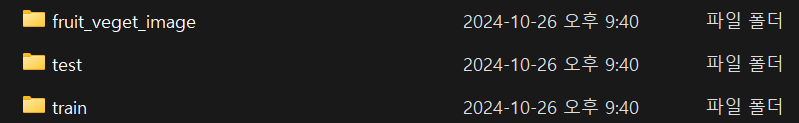 fruit_veget_image 2024-10-26 오후 9:40 파일 폴더
test 2024-10-26 오후 9:40 파일 폴더
train 2024-10-26 오후 9:40 파일 폴더